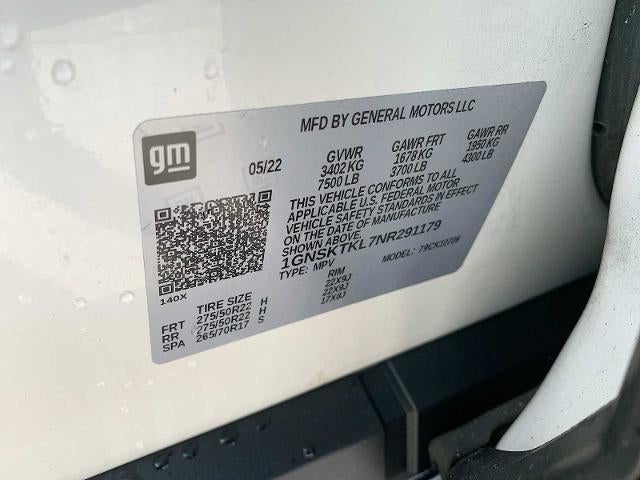 MFD BY GENERAL MOTORS LLC
gm
05/22
GVWR GAWR FRT GAWR RR
3402 KG 1678 KG 1950 KG
7500 LB 3700 LB 4300 LB
THIS VEHICLE CONFORMS TO ALL
APPLICABLE U.S. FEDERAL MOTOR
VEHICLE SAFETY STANDARDS IN EFFECT
ON THE DATE OF MANUFACTURE
SHOWN ABOVE.
1GNSKTKL7NR291179
TYPE: MPV MODEL: 79CK10706
140X
TIRE SIZE RIM
FRT 275/50R22 H 22X9J
RR 275/50R22 H 22X9J
SPA 265/70R17 S 17X8J